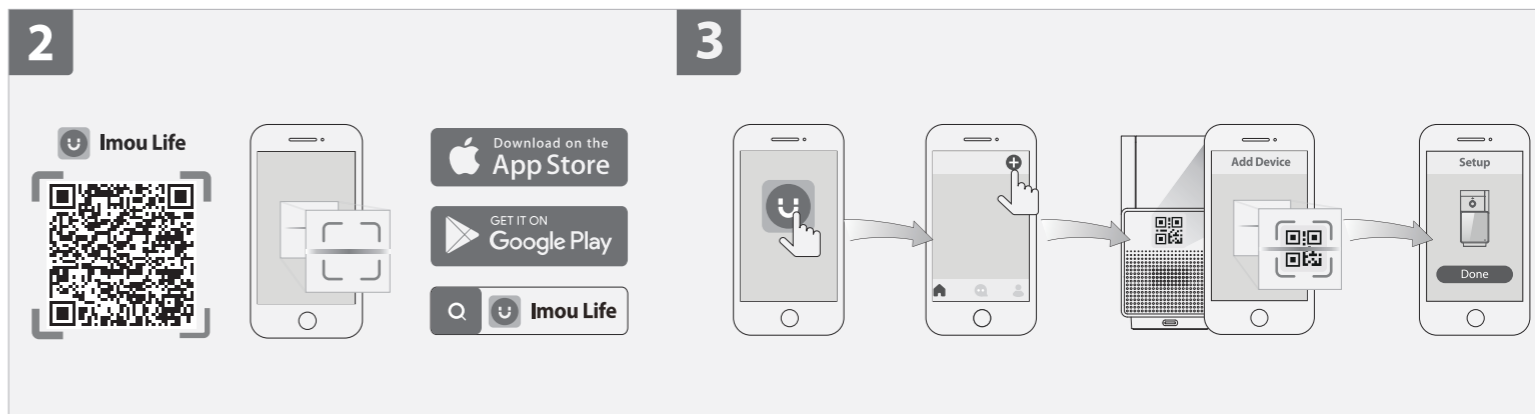 2
Imou Life
Download on the
App Store
GET IT ON
Google Play
Imou Life
3
Add Device
Setup
Done